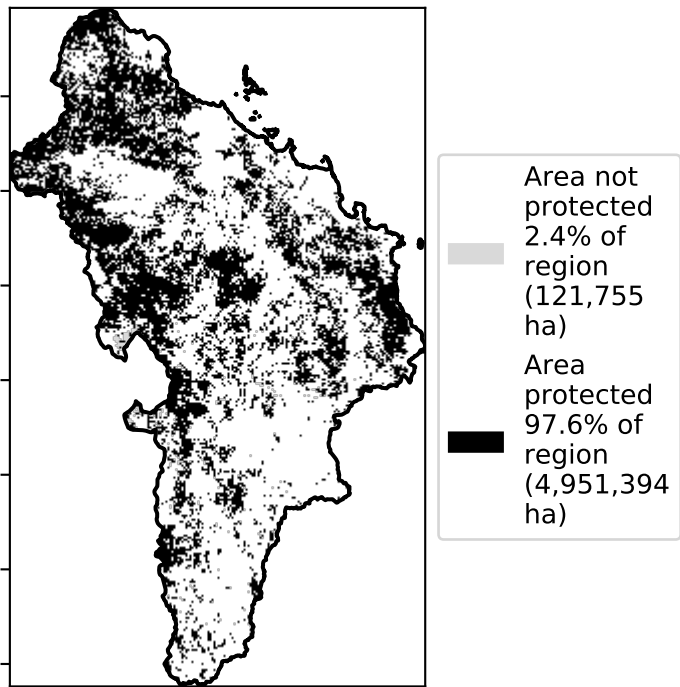 Area not
protected
2.4% of
region
(121,755
ha)
Area
protected
97.6% of
region
(4,951,394
ha)